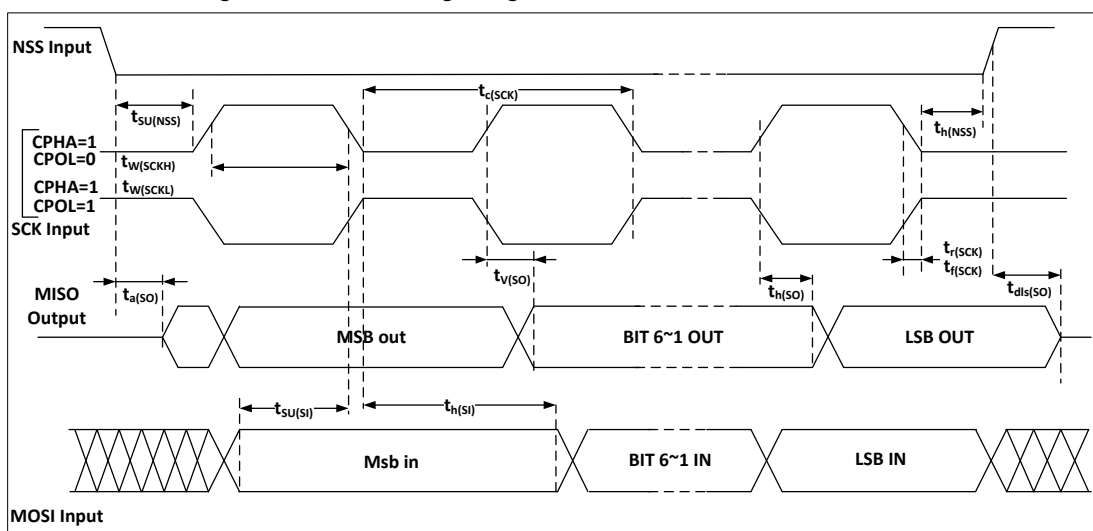 NSS Input
tc(SCK)
tSU(NSS)
th(NSS)
CPHA=1
CPOL=0
tW(SCKH)
CPHA=1
tW(SCKL)
CPOL=1
SCK Input
tr(SCK)
tV(SO)
tf(SCK)
ta(SO)
th(SO)
tdIs(SO)
MISO
Output
MSB out
BIT 6~1 OUT
LSB OUT
tSU(SI)
th(SI)
Msb in
BIT 6~1 IN
LSB IN
MOSI Input